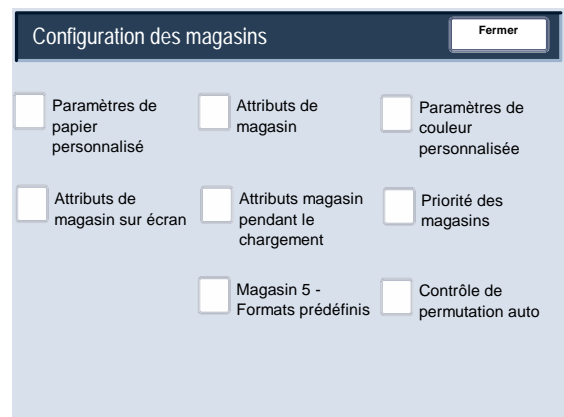 Configuration des magasins
Fermer
Paramètres de
papier
personnalisé
Attributs de
magasin
Paramètres de
couleur
personnalisée
Attributs de
magasin sur écran
Attributs magasin
pendant le
chargement
Priorité des
magasins
Magasin 5 -
Formats prédéfinis
Contrôle de
permutation auto